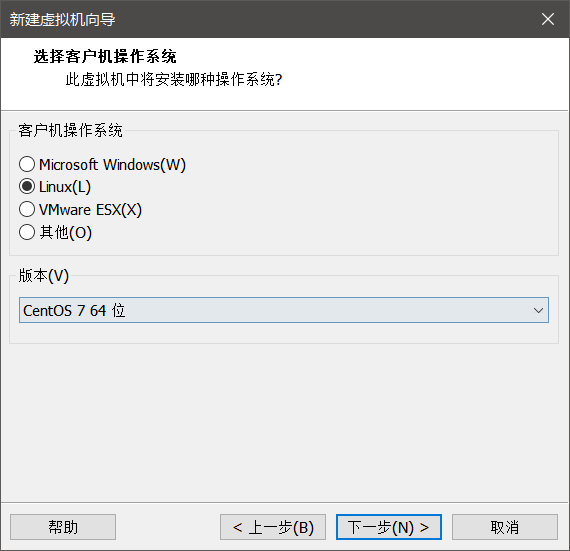 新建虚拟机向导
选择客户机操作系统
此虚拟机中将安装哪种操作系统?
客户机操作系统
Microsoft Windows(W)
Linux(L)
VMware ESX(X)
其他(O)
版本(V)
CentOS 7 64 位
帮助
< 上一步(B)
下一步(N) >
取消